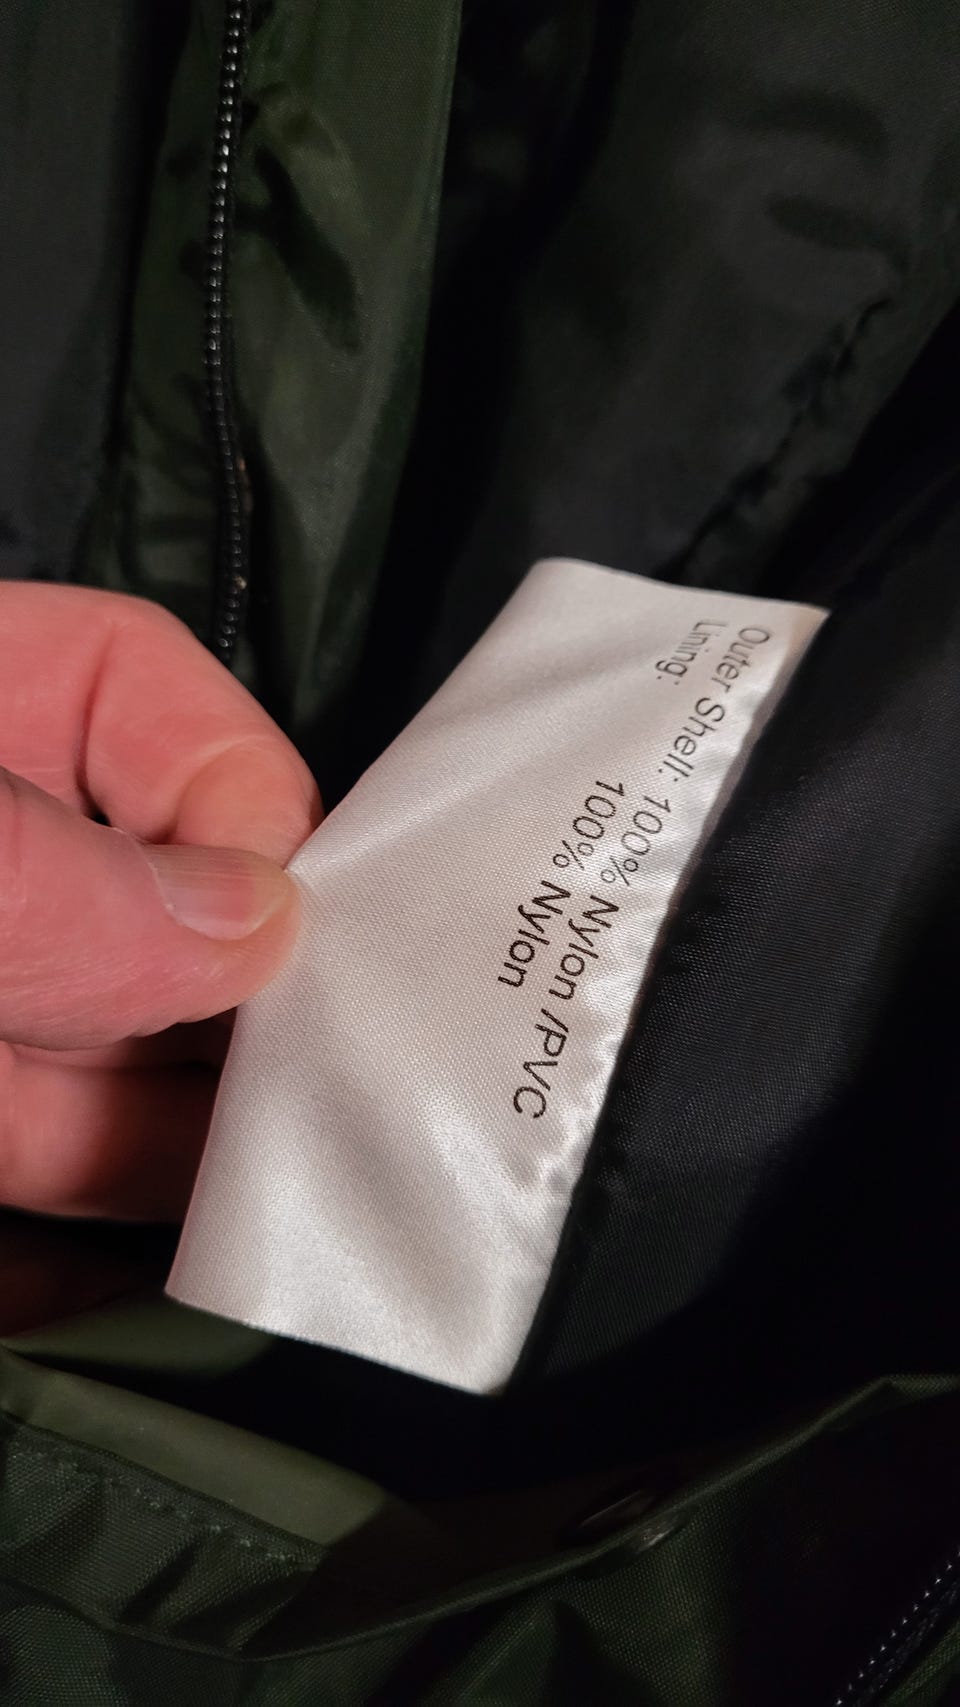 Outer Shell: 100% Nylon /PVC
Lining: 100% Nylon